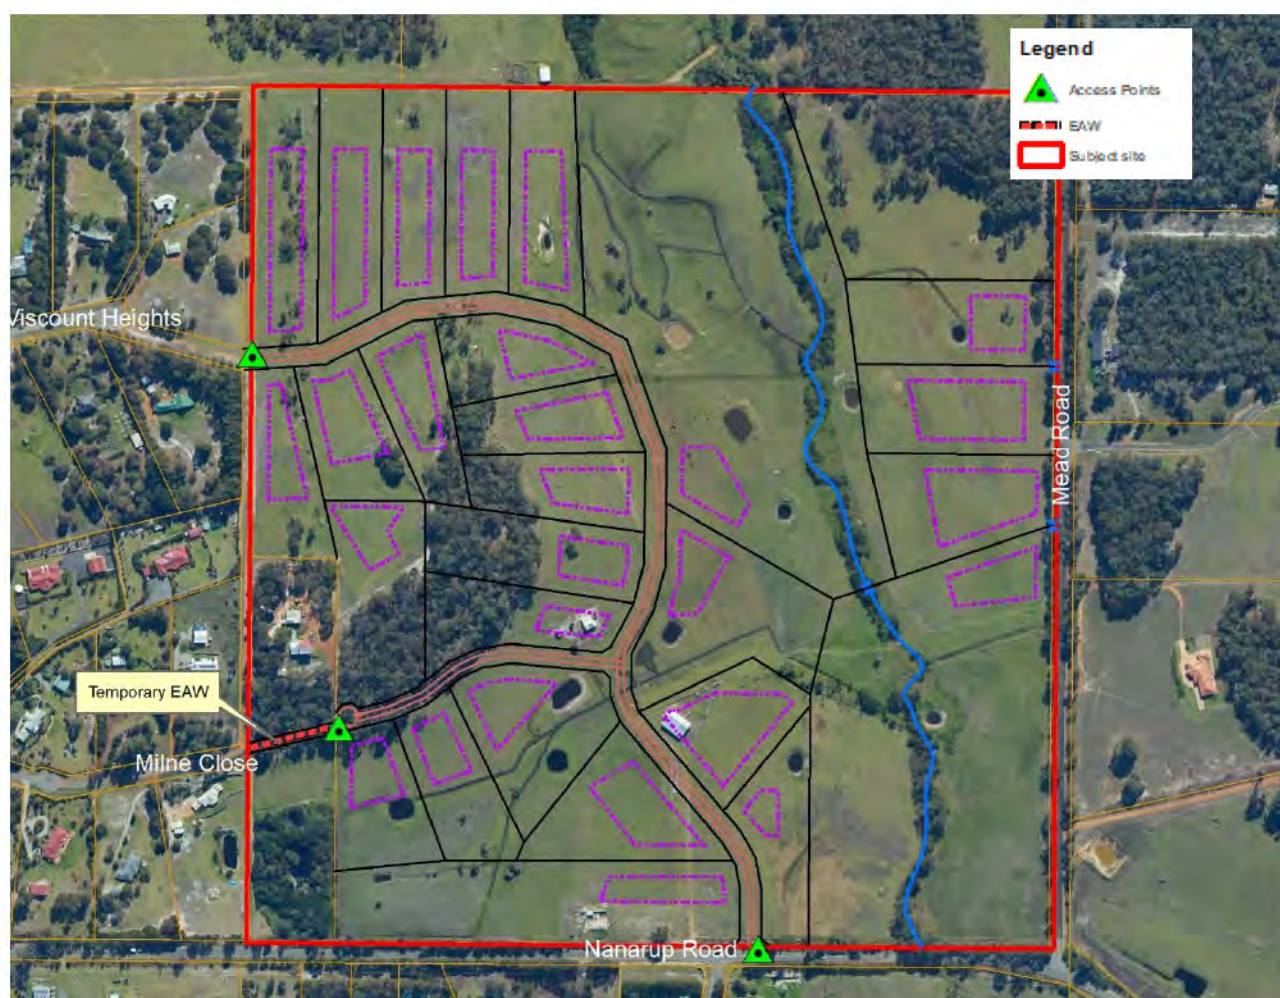 Legend
Access Points
EAW
Subject site
Viscount Heights
Mead Road
Temporary EAW
Milne Close
Nanarup Road